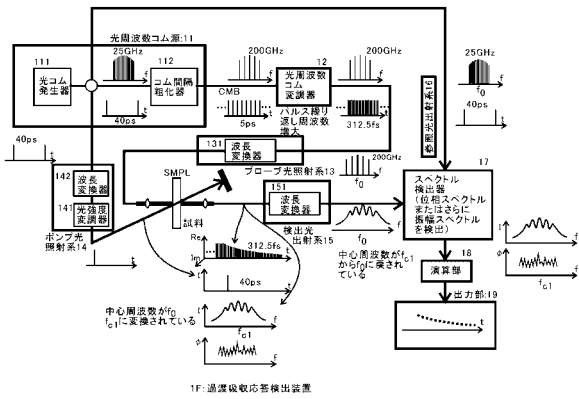 光周波数コム源:11
25GHz
f
111
光コム
発生器
112
コム間隔
粗化器
40ps
t
200GHz
f
CMB
5ps
t
12
光周波数
コム
変調器
パルス繰り
返し周波数
増大
200GHz
f
312.5fs
t
25GHz
f0
f
40ps
t
参照光出射系16
40ps
t
131
波長
変換器
プローブ光照射系13
200GHz
f0
f
17
スペクトル
検出器
(位相スペクトル
またはさらに
振幅スペクトル
を検出)
142
波長
変換器
141
光強度
変調器
ポンプ光
照射系14
t
SMPL
試料
151
波長
変換器
検出光
出射系15
I
f0
f
中心周波数がfc1
からf0に戻されて
いる
Re
Im
312.5fs
t
I
40ps
t
中心周波数がf0
fc1に変換されている
I
f
φ
f
18
演算部
I
f
φ
fc1
f
出力部:19
t
1F:過渡吸収応答検出装置